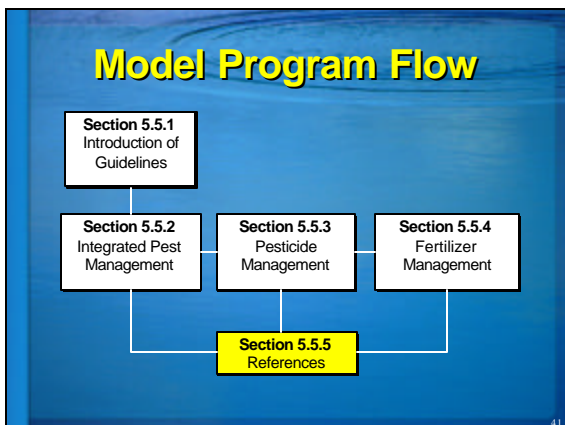 Model Program Flow
Section 5.5.1
Introduction of
Guidelines
Section 5.5.2
Integrated Pest
Management
Section 5.5.3
Pesticide
Management
Section 5.5.4
Fertilizer
Management
Section 5.5.5
References
41